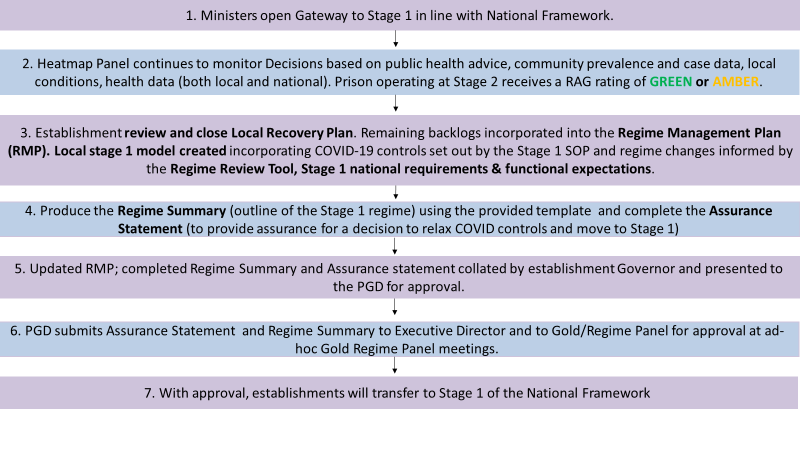 1. Ministers open Gateway to Stage 1 in line with National Framework.
2. Heatmap Panel continues to monitor Decisions based on public health advice, community prevalence and case data, local
conditions, health data (both local and national). Prison operating at Stage 2 receives a RAG rating of GREEN or AMBER.
3. Establishment review and close Local Recovery Plan. Remaining backlogs incorporated into the Regime Management Plan
(RMP). Local stage 1 model created incorporating COVID-19 controls set out by the Stage 1 SOP and regime changes informed by
the Regime Review Tool, Stage 1 national requirements & functional expectations.
4. Produce the Regime Summary (outline of the Stage 1 regime) using the provided template and complete the Assurance
Statement (to provide assurance for a decision to relax COVID controls and move to Stage 1)
5. Updated RMP; completed Regime Summary and Assurance statement collated by establishment Governor and presented to
the PGD for approval.
6. PGD submits Assurance Statement and Regime Summary to Executive Director and to Gold/Regime Panel for approval at ad-
hoc Gold Regime Panel meetings.
7. With approval, establishments will transfer to Stage 1 of the National Framework